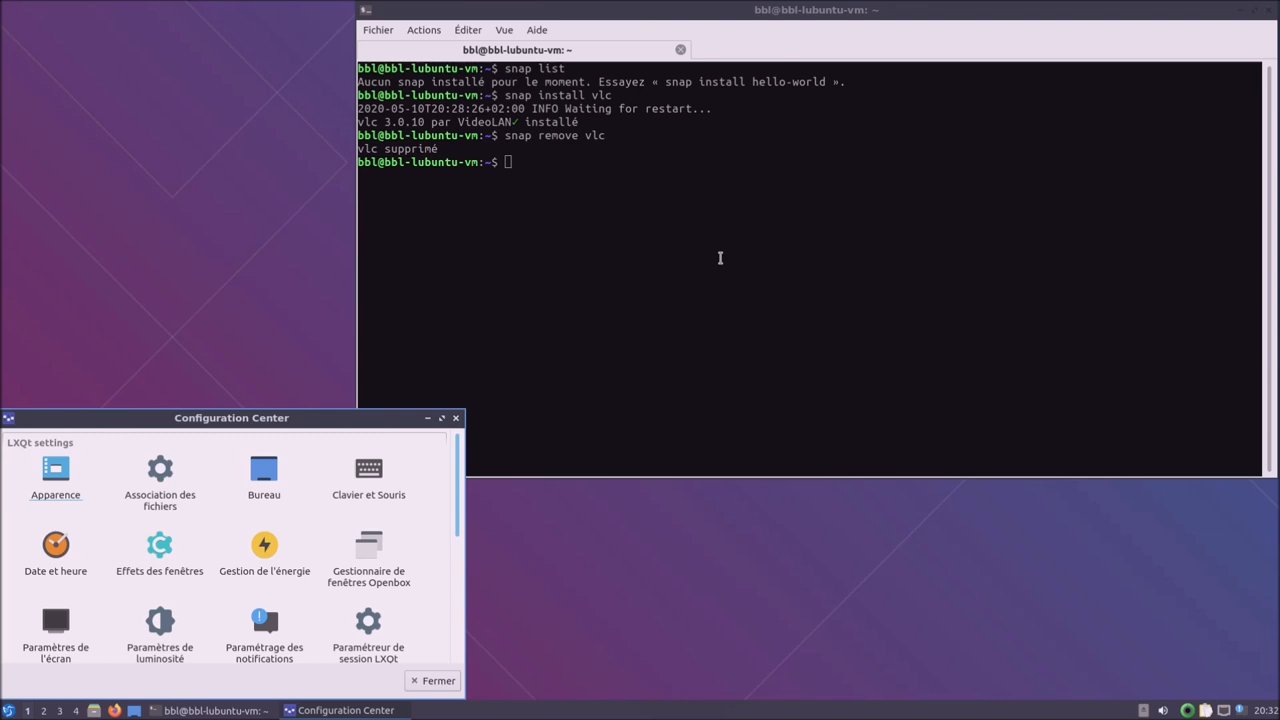 bbl@bbl-lubuntu-vm: ~
Fichier Actions Éditer Vue Aide
bbl@bbl-lubuntu-vm: ~
bbl@bbl-lubuntu-vm:~$ snap list
Aucun snap installé pour le moment. Essayez « snap install hello-world ».
bbl@bbl-lubuntu-vm:~$ snap install vlc
2020-05-10T20:28:26+02:00 INFO Waiting for restart...
vlc 3.0.10 par VideoLAN✓ installé
bbl@bbl-lubuntu-vm:~$ snap remove vlc
vlc supprimé
bbl@bbl-lubuntu-vm:~$
Configuration Center
LXQt settings
Apparence
Association des
fichiers
Bureau
Clavier et Souris
Date et heure
Effets des fenêtres
Gestion de l'énergie
Gestionnaire de
fenêtres Openbox
Paramètres de
l'écran
Paramètres de
luminosité
Paramétrage des
notifications
Paramétreur de
session LXQt
Fermer
1 2 3 4 bbl@bbl-lubuntu-vm: ~ Configuration Center 20:32